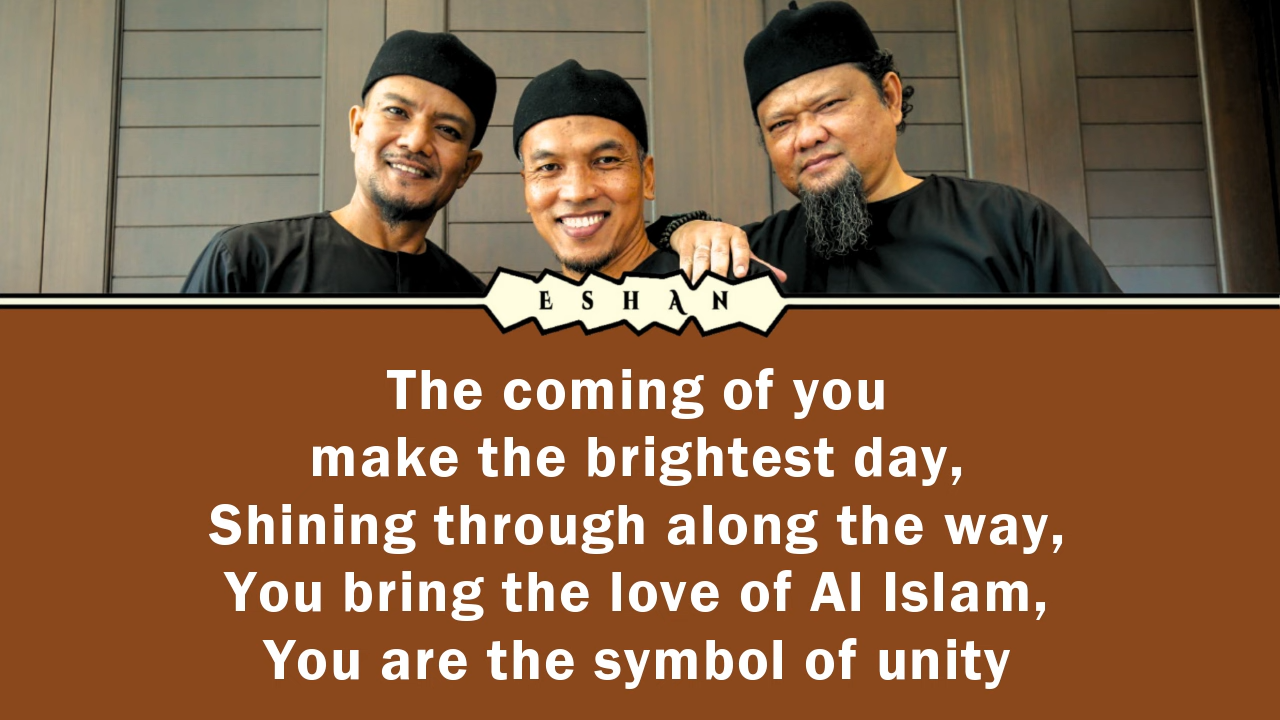 ESHAN
The coming of you
make the brightest day,
Shining through along the way,
You bring the love of Al Islam,
You are the symbol of unity